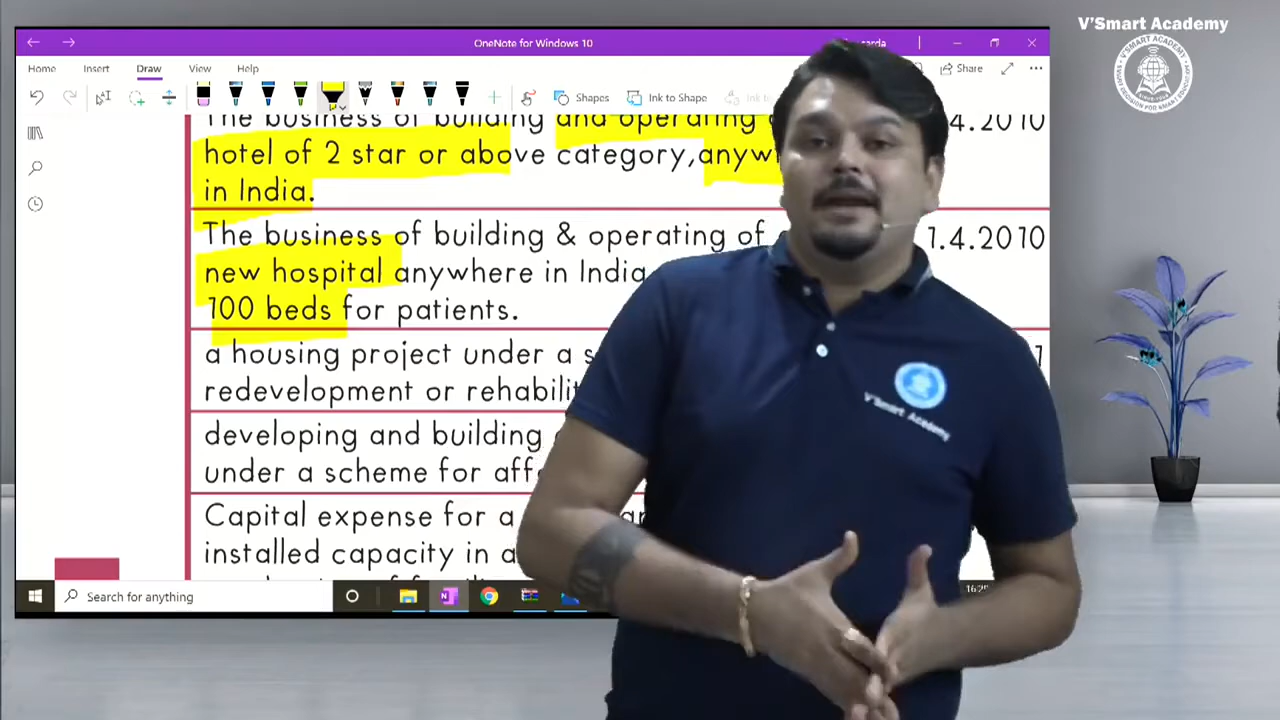 V'Smart Academy
OneNote for Windows 10
Home Insert Draw View Help
Share
Shapes
Ink to Shape
The business of building and operating
4.2010
hotel of 2 star or above category,
in India.
The business of building & operating of
1.4.2010
new hospital anywhere in India
100 beds for patients.
a housing project under a
redevelopment or
developing and building
under a scheme for
Capital expense for a
installed capacity in a
Search for anything
V'Smart Academy